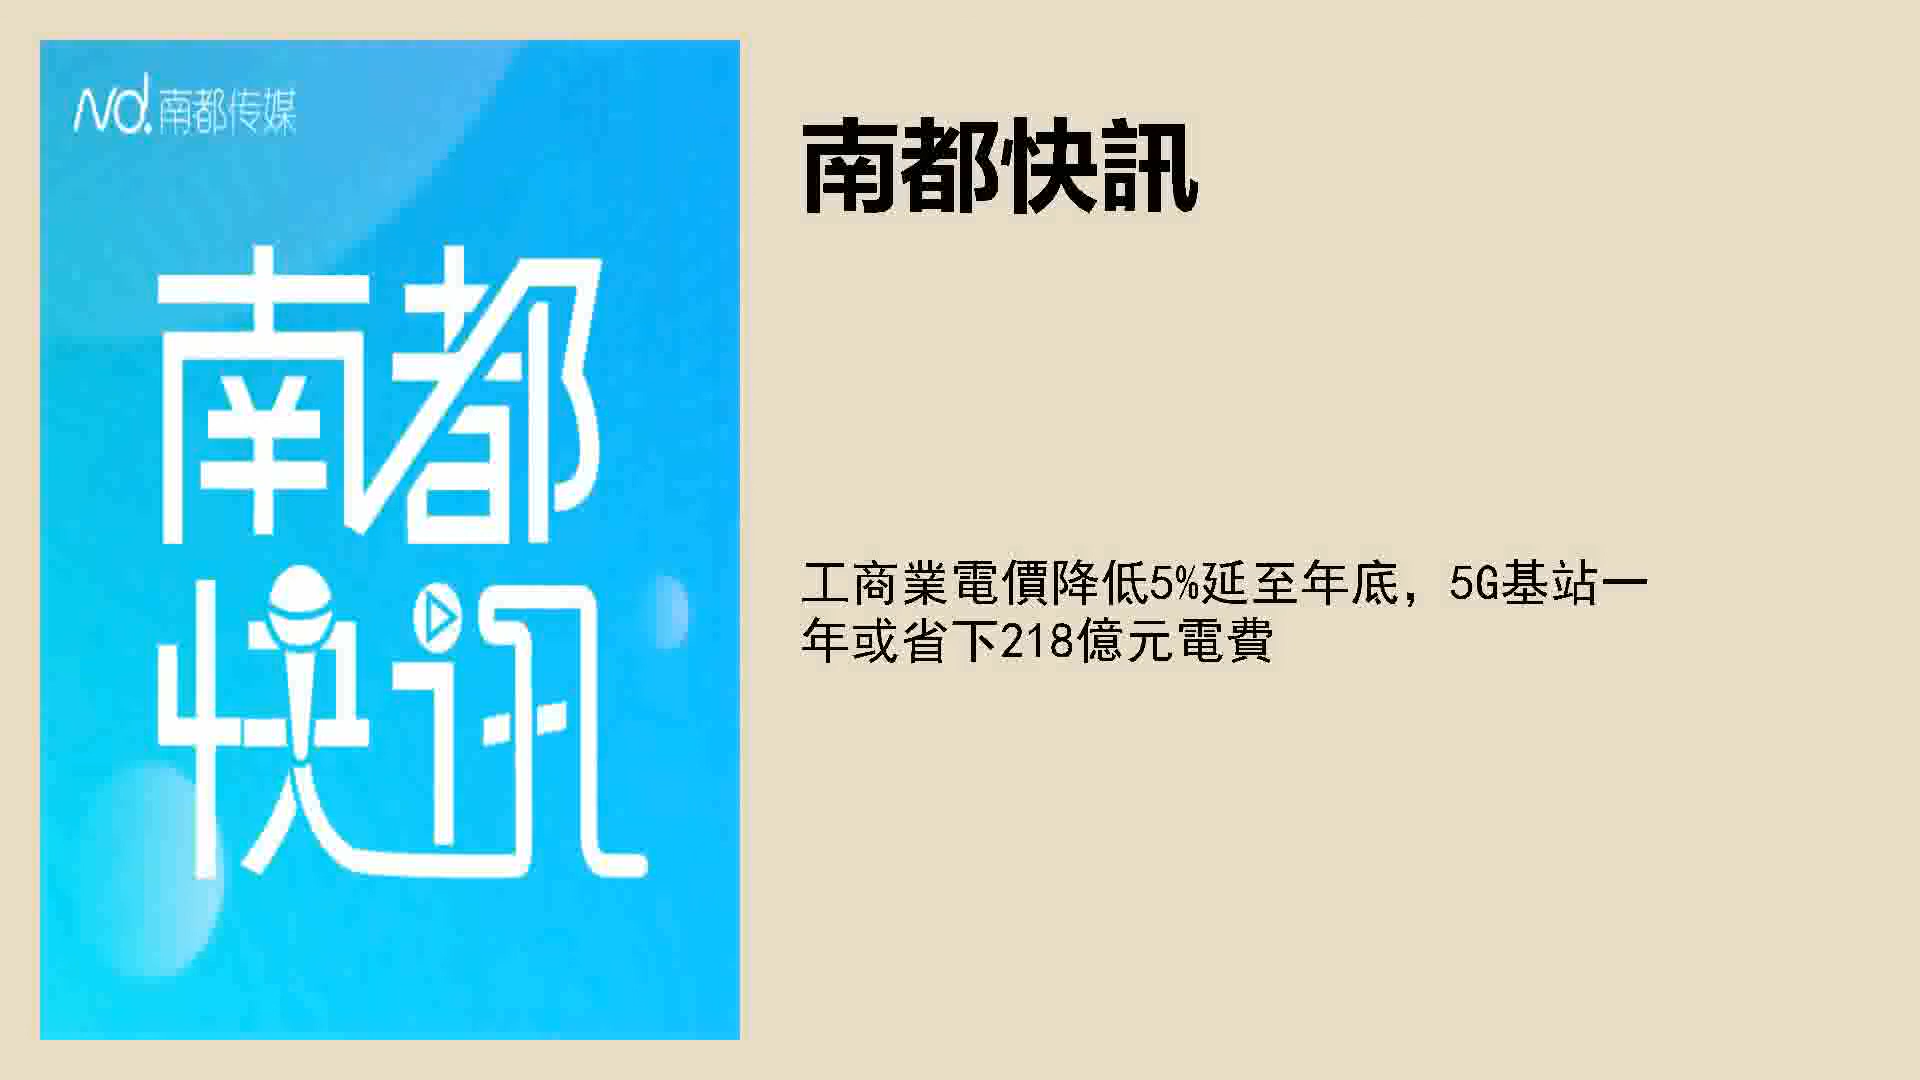 Nd.南都传媒
南都
快讯
南都快訊
工商業電價降低5%延至年底，5G基站一
年或省下218億元電費